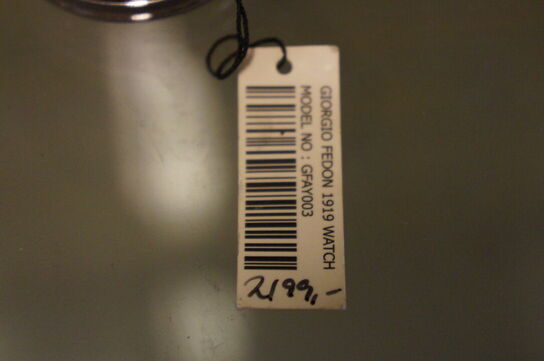 GIORGIO FEDON 1919 WATCH
MODEL NO : GFAY003
2199,-